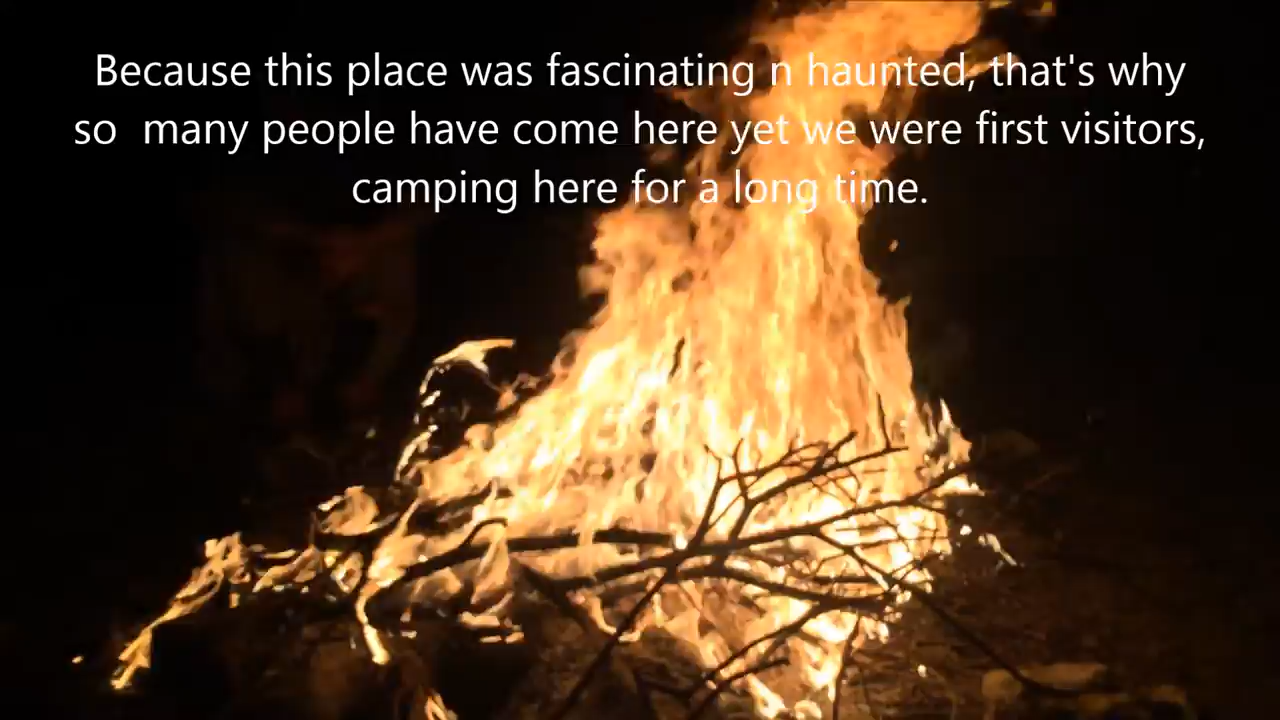 Because this place was fascinating n haunted, that's why
so  many people have come here yet we were first visitors,
camping here for a long time.